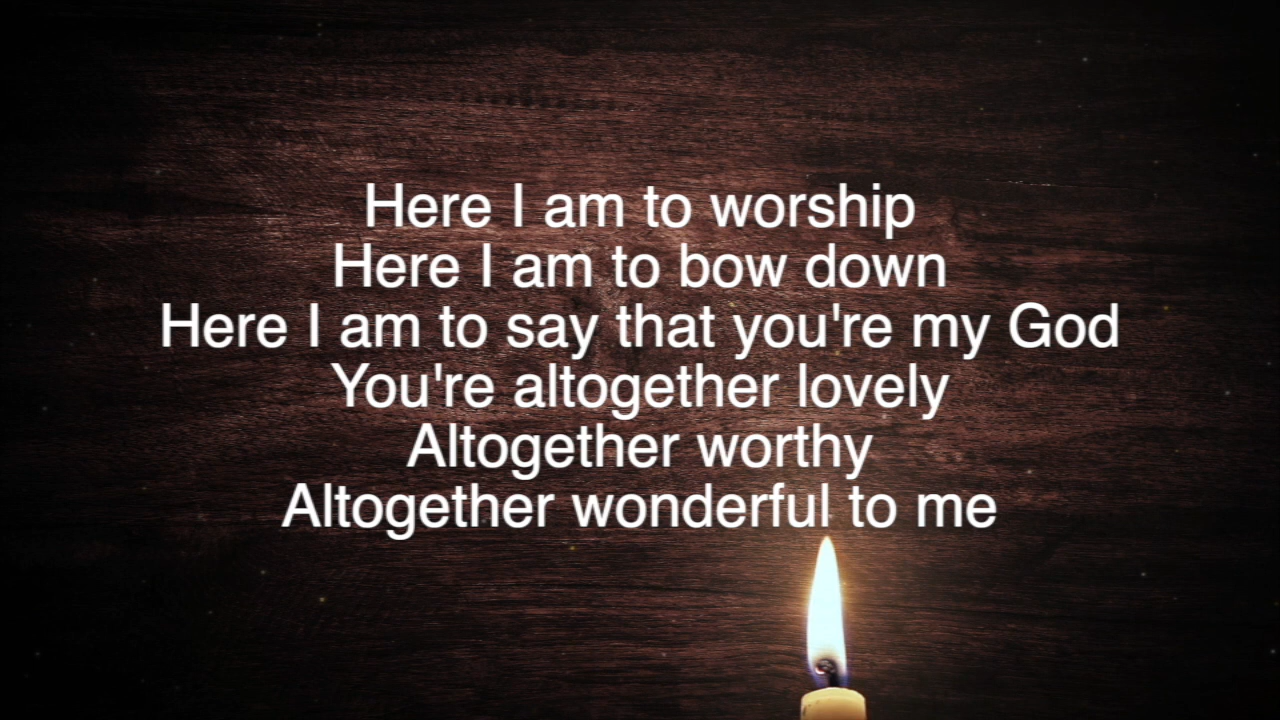 Here I am to worship
Here I am to bow down
Here I am to say that you're my God
You're altogether lovely
Altogether worthy
Altogether wonderful to me